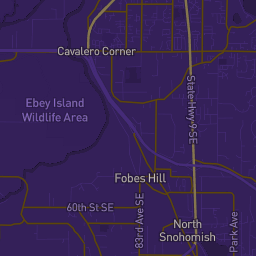 Cavalero Corner
Ebey Island
Wildlife Area
State Hwy 9 SE
Fobes Hill
60th St SE
83rd Ave SE
North
Snohomish
Park Ave